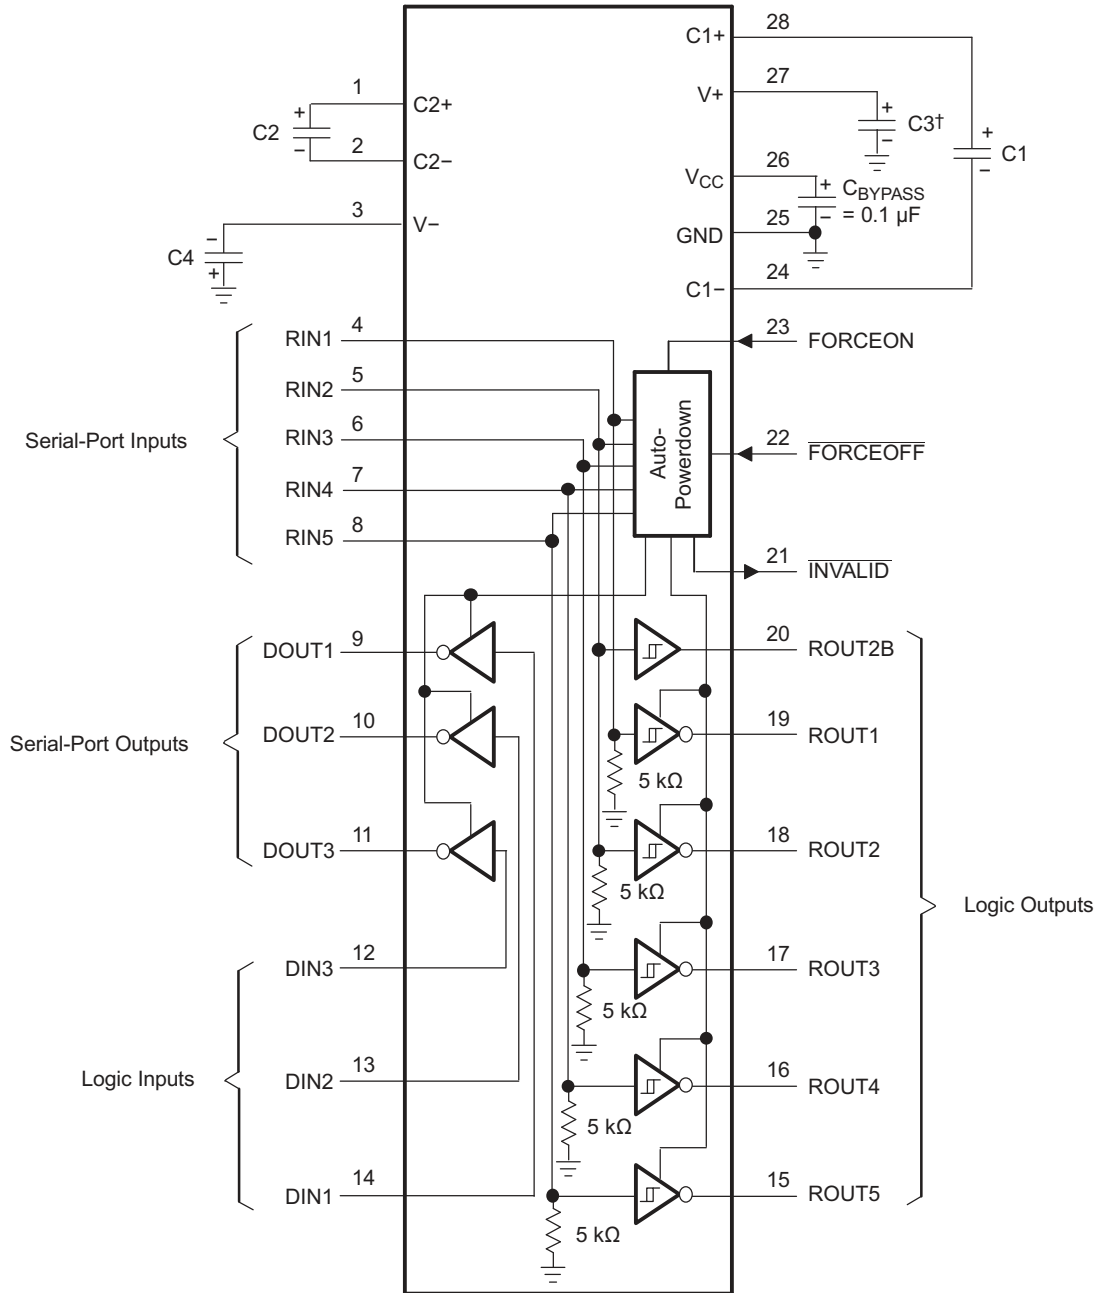 C1+ 28
V+ 27
1 C2+
C2
+
−
2 C2−
+
−
C3†
+
−
C1
VCC 26
+
−
CBYPASS
= 0.1 µF
3 V−
GND 25
−
+
C4
C1− 24
RIN1 4
23 FORCEON
RIN2 5
RIN3 6
Serial-Port Inputs
Auto-
Powerdown
22 FORCEOFF
RIN4 7
RIN5 8
21 INVALID
DOUT1 9
20 ROUT2B
Serial-Port Outputs
DOUT2 10
19 ROUT1
5 kΩ
DOUT3 11
18 ROUT2
5 kΩ
Logic Outputs
DIN3 12
17 ROUT3
5 kΩ
Logic Inputs
DIN2 13
16 ROUT4
5 kΩ
DIN1 14
15 ROUT5
5 kΩ